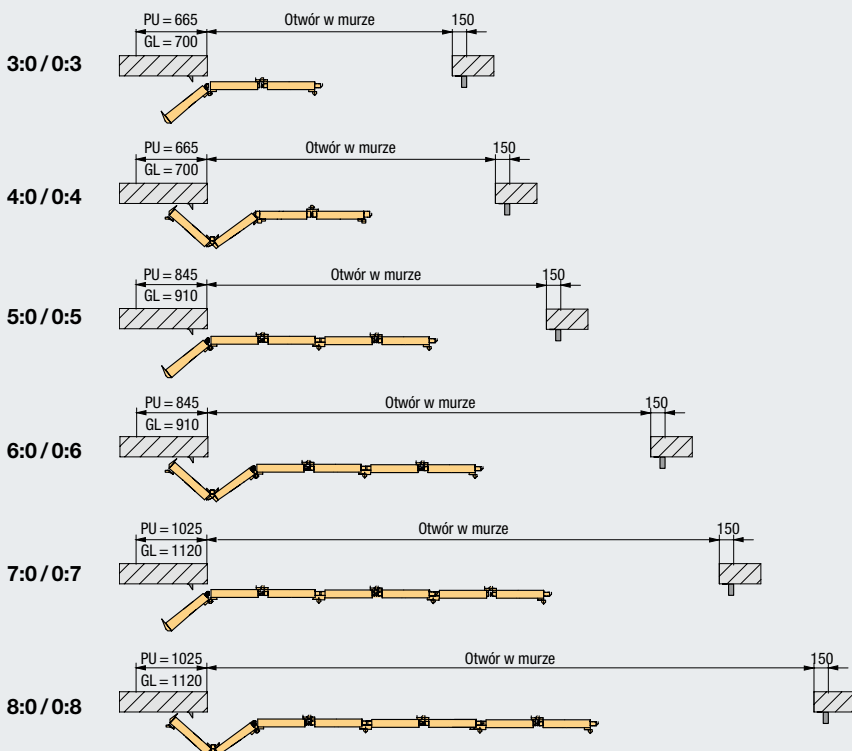 PU = 665 Otwór w murze 150
GL = 700
3:0 / 0:3
PU = 665 Otwór w murze 150
GL = 700
4:0 / 0:4
PU = 845 Otwór w murze 150
GL = 910
5:0 / 0:5
PU = 845 Otwór w murze 150
GL = 910
6:0 / 0:6
PU = 1025 Otwór w murze 150
GL = 1120
7:0 / 0:7
PU = 1025 Otwór w murze 150
GL = 1120
8:0 / 0:8